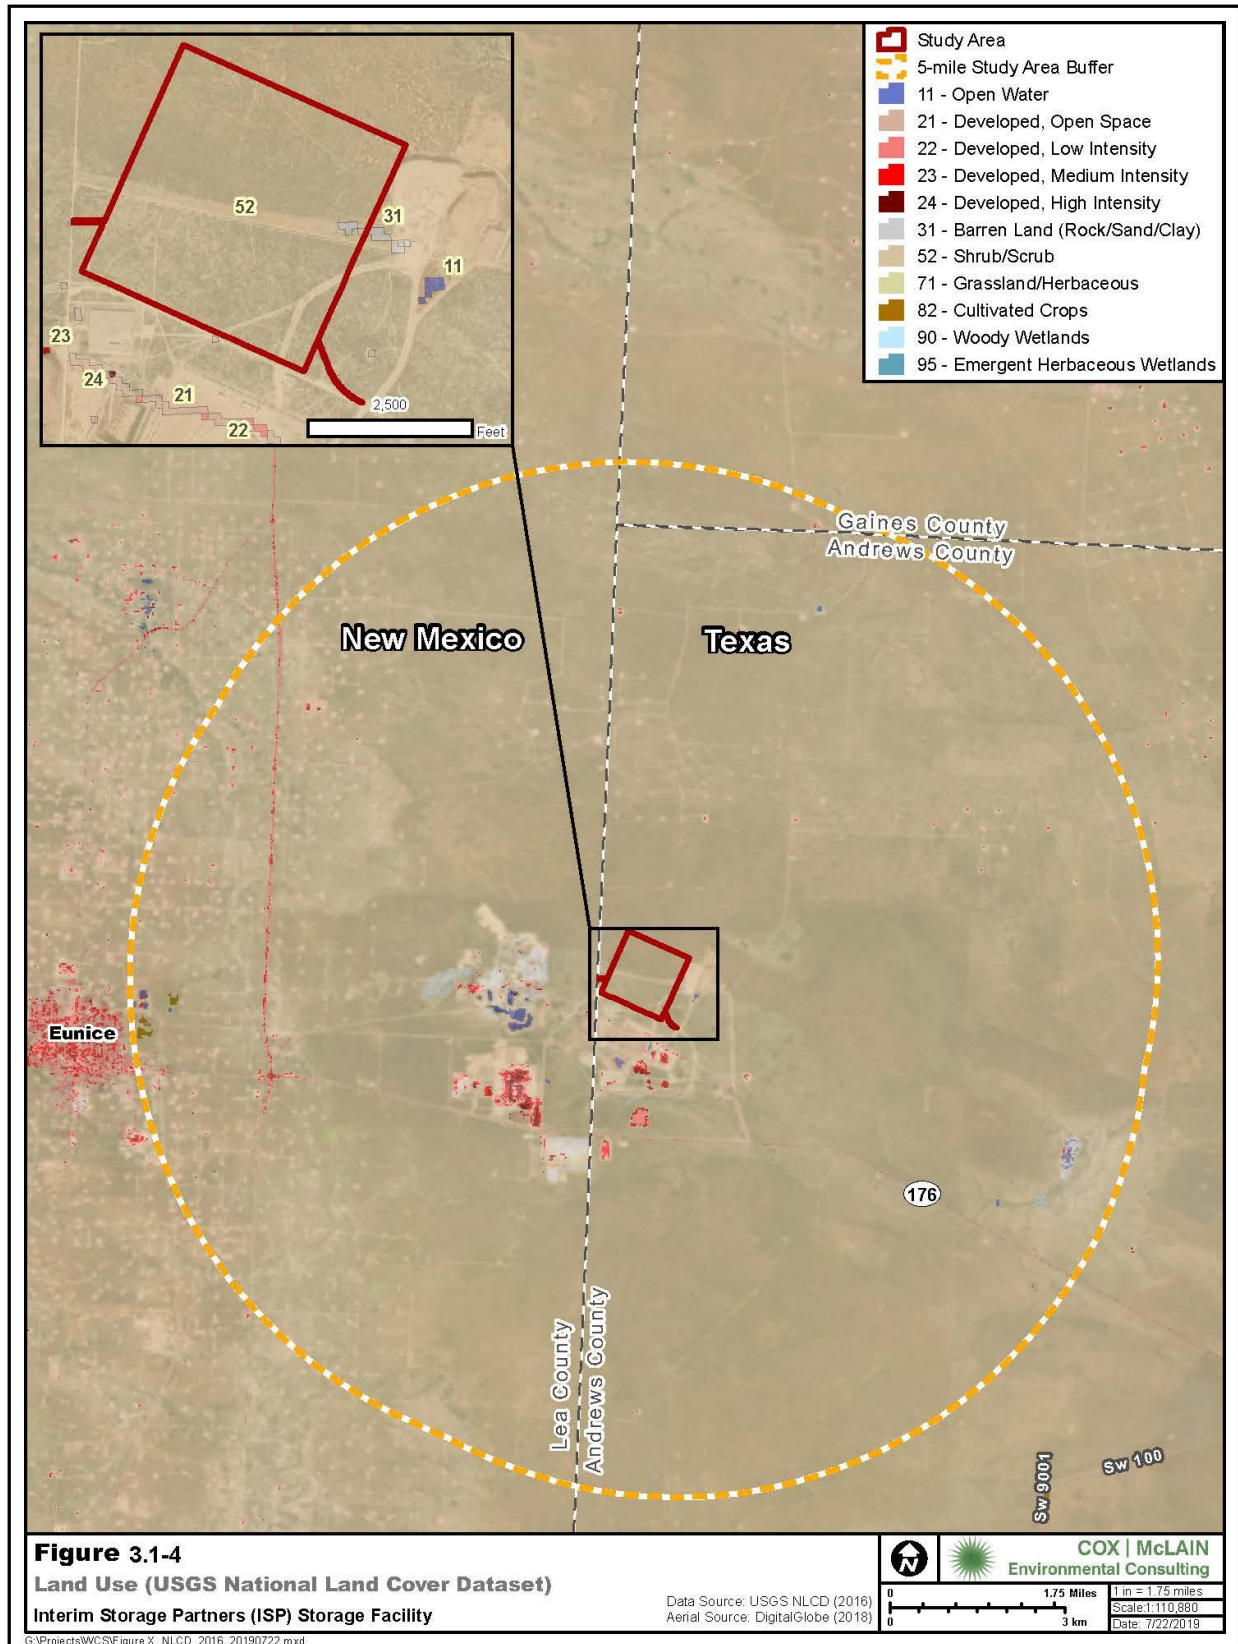 Study Area
5-mile Study Area Buffer
11 - Open Water
21 - Developed, Open Space
22 - Developed, Low Intensity
23 - Developed, Medium Intensity
24 - Developed, High Intensity
31 - Barren Land (Rock/Sand/Clay)
52 - Shrub/Scrub
71 - Grassland/Herbaceous
82 - Cultivated Crops
90 - Woody Wetlands
95 - Emergent Herbaceous Wetlands
52
31
11
23
24
21
22
2,500
Feet
Gaines County
Andrews County
New Mexico
Texas
Eunice
176
Lea County
Andrews County
Sw 9001
Sw 100
Figure 3.1-4
Land Use (USGS National Land Cover Dataset)
Interim Storage Partners (ISP) Storage Facility
Data Source: USGS NLCD (2016)
Aerial Source: DigitalGlobe (2018)
N
COX | McLAIN
Environmental Consulting
0 1.75 Miles
0 3 km
1 in = 1.75 miles
Scale:1:110,880
Date: 7/22/2019
G:\Projects\WCS\Figure X_NLCD_2016_20190722.mxd